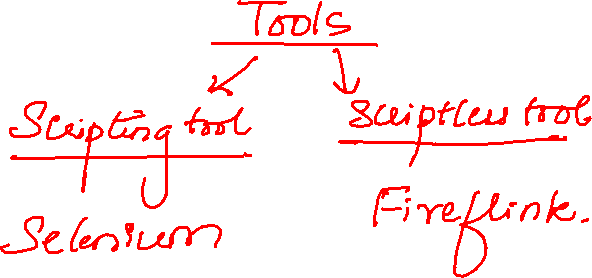 Tools
Scripting tool
Scriptless tool
Selenium
Fireflink.